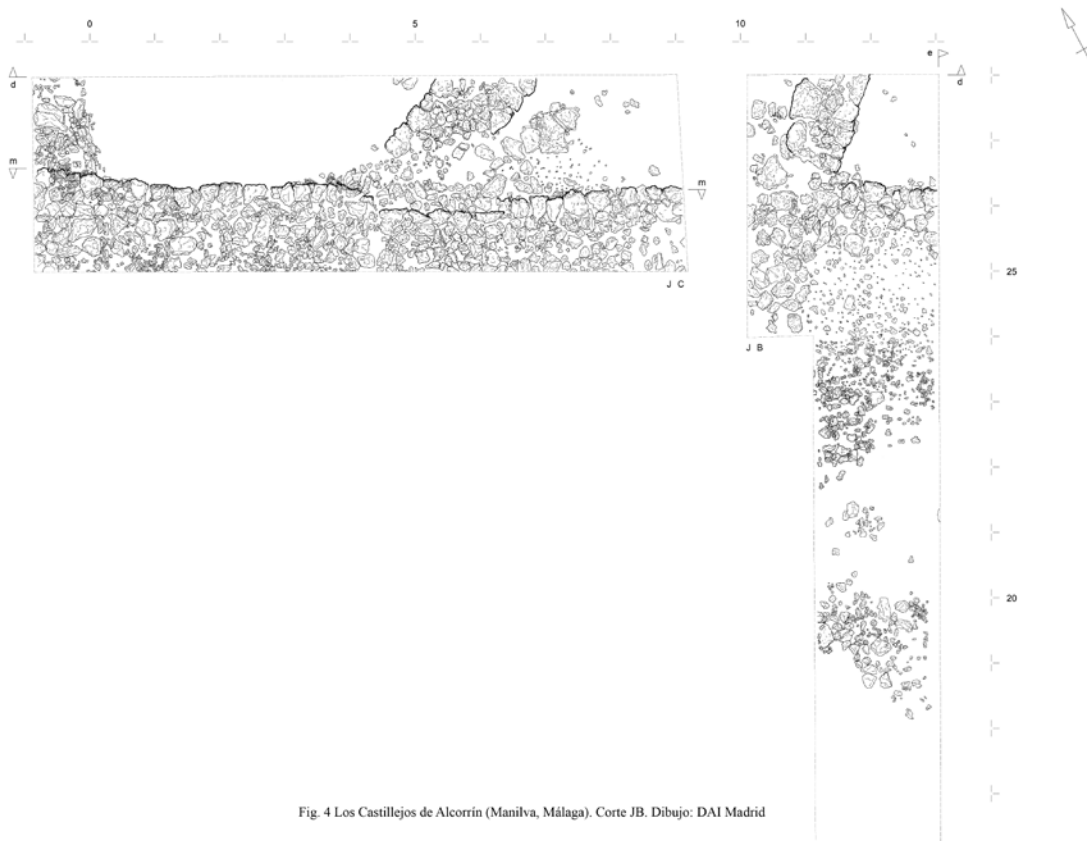 0 5 10
e
d d
m
m m
25
J C
J B
20
Fig. 4 Los Castillejos de Alcorrín (Manilva, Málaga). Corte JB. Dibujo: DAI Madrid